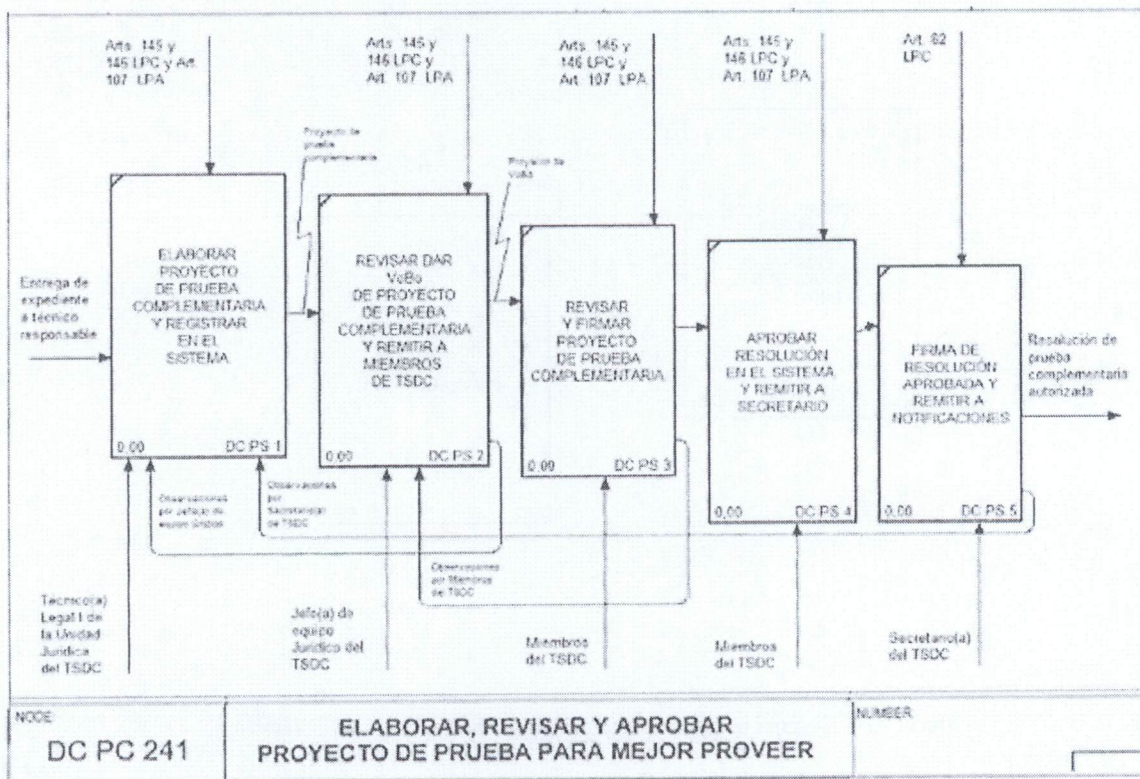 Arts. 145 y
146 LPC y Art.
107 LPA
Arts. 145 y
146 LPC y
Art. 107 LPA
Arts. 145 y
146 LPC y
Art. 107 LPA
Arts. 145 y
146 LPC y
Art. 107 LPA
Art. 82
LPC
Proyecto de
prueba
complementaria
Proyecto de
VoBo
Entrega de
expediente
a técnico
responsable
ELABORAR
PROYECTO
DE PRUEBA
COMPLEMENTARIA
Y REGISTRAR
EN EL
SISTEMA
0,00 DC PS 1
REVISAR DAR
VoBo
DE PROYECTO
DE PRUEBA
COMPLEMENTARIA
Y REMITIR A
MIEMBROS
DE TSDC
0,00 DC PS 2
REVISAR
Y FIRMAR
PROYECTO
DE PRUEBA
COMPLEMENTARIA
0,00 DC PS 3
APROBAR
RESOLUCIÓN
EN EL SISTEMA
Y REMITIR A
SECRETARIO
0,00 DC PS 4
FIRMA DE
RESOLUCIÓN
APROBADA Y
REMITIR A
NOTIFICACIONES
0,00 DC PS 5
Resolución de
prueba
complementaria
autorizada
Observaciones
por Jefe(a) de
equipo
Observaciones
por
Secretario(a)
de TSDC
Observaciones
por Miembros
del TSDC
Técnico(a)
Legal I de
la Unidad
Jurídica
del TSDC
Jefe(a) de
equipo
Jurídico del
TSDC
Miembros
del TSDC
Miembros
del TSDC
Secretario(a)
del TSDC
NODE:
DC PC 241
ELABORAR, REVISAR Y APROBAR
PROYECTO DE PRUEBA PARA MEJOR PROVEER
NUMBER: